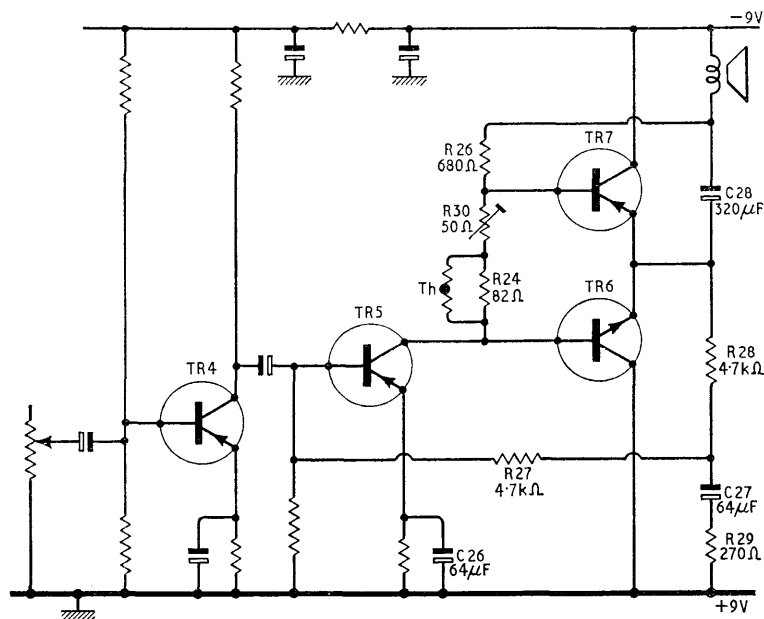 −9V
TR7
R26
680Ω
C28
320μF
R30
50Ω
Th
R24
82Ω
TR6
TR5
R28
4·7kΩ
TR4
R27
4·7kΩ
C27
64μF
R29
270Ω
C26
64μF
+9V